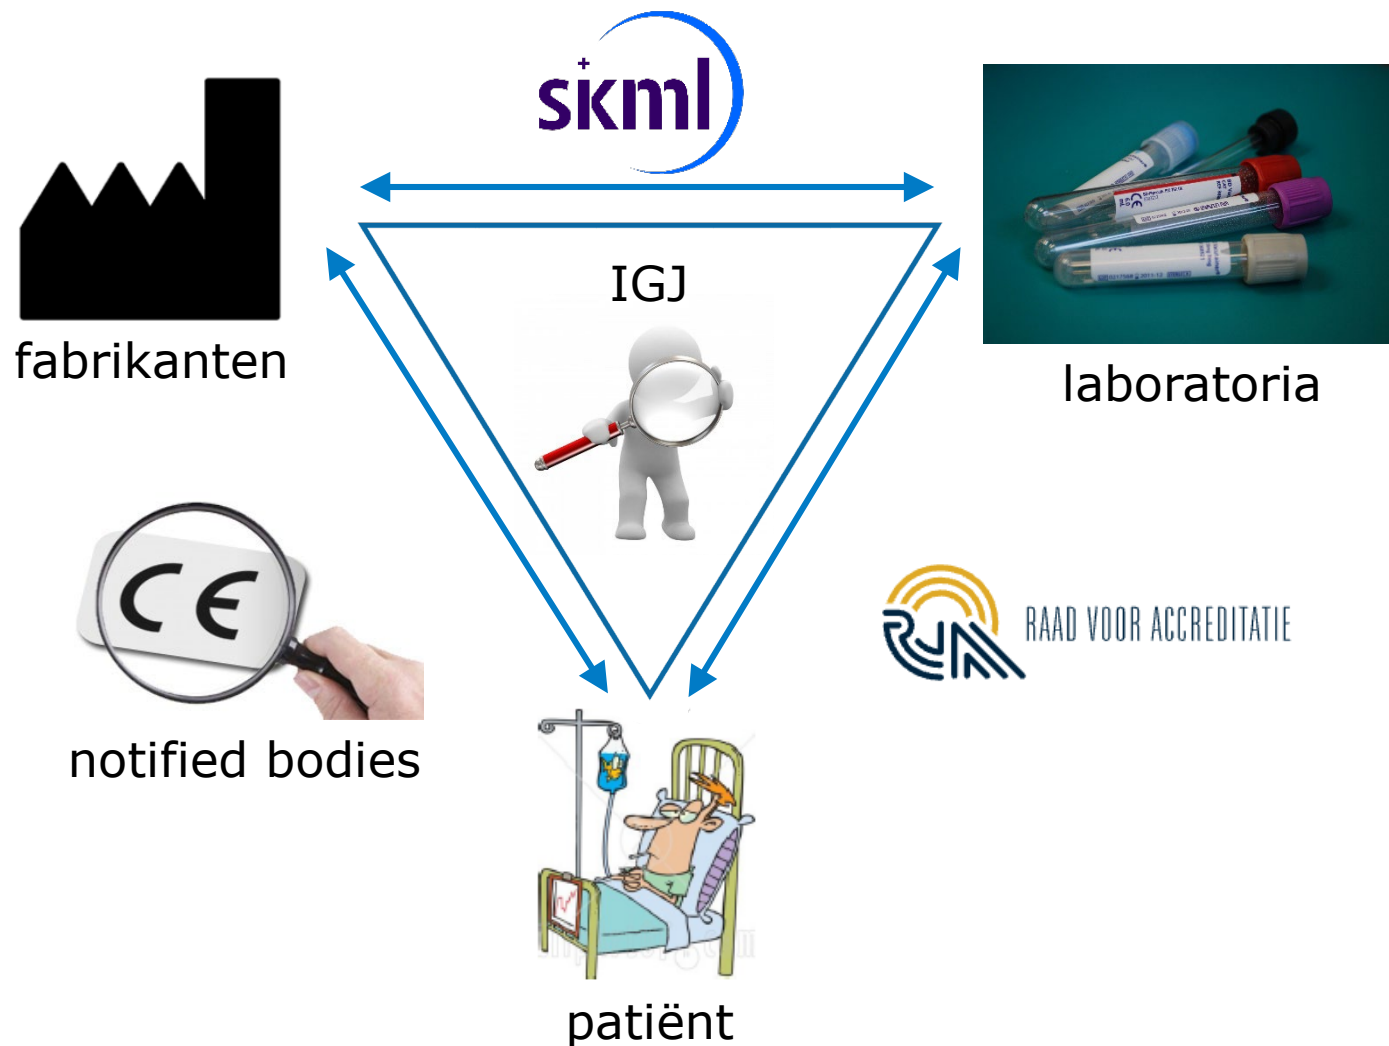 skml
IGJ
fabrikanten
laboratoria
CE
RAAD VOOR ACCREDITATIE
notified bodies
patiënt